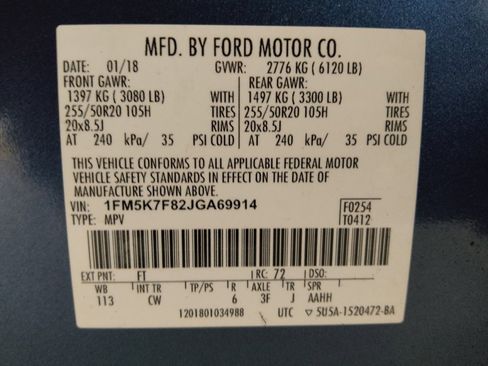 MFD. BY FORD MOTOR CO.
DATE: 01/18 GVWR: 2776 KG ( 6120 LB)
FRONT GAWR: REAR GAWR:
1397 KG ( 3080 LB) WITH 1497 KG ( 3300 LB) WITH
255/50R20 105H TIRES 255/50R20 105H TIRES
20x8.5J RIMS 20x8.5J RIMS
AT 240 kPa/ 35 PSI COLD AT 240 kPa/ 35 PSI COLD
THIS VEHICLE CONFORMS TO ALL APPLICABLE FEDERAL MOTOR
VEHICLE SAFETY STANDARDS IN EFFECT ON THE DATE OF
MANUFACTURE SHOWN ABOVE.
VIN: 1FM5K7F82JGA69914 F0254
TYPE: MPV T0412
EXT PNT: FT RC: 72 DSO:
WB INT TR TP/PS R AXLE TR SPR
113 CW 6 3F J AAHH
1201801034988 UTC ▽ 5U5A-1520472-BA